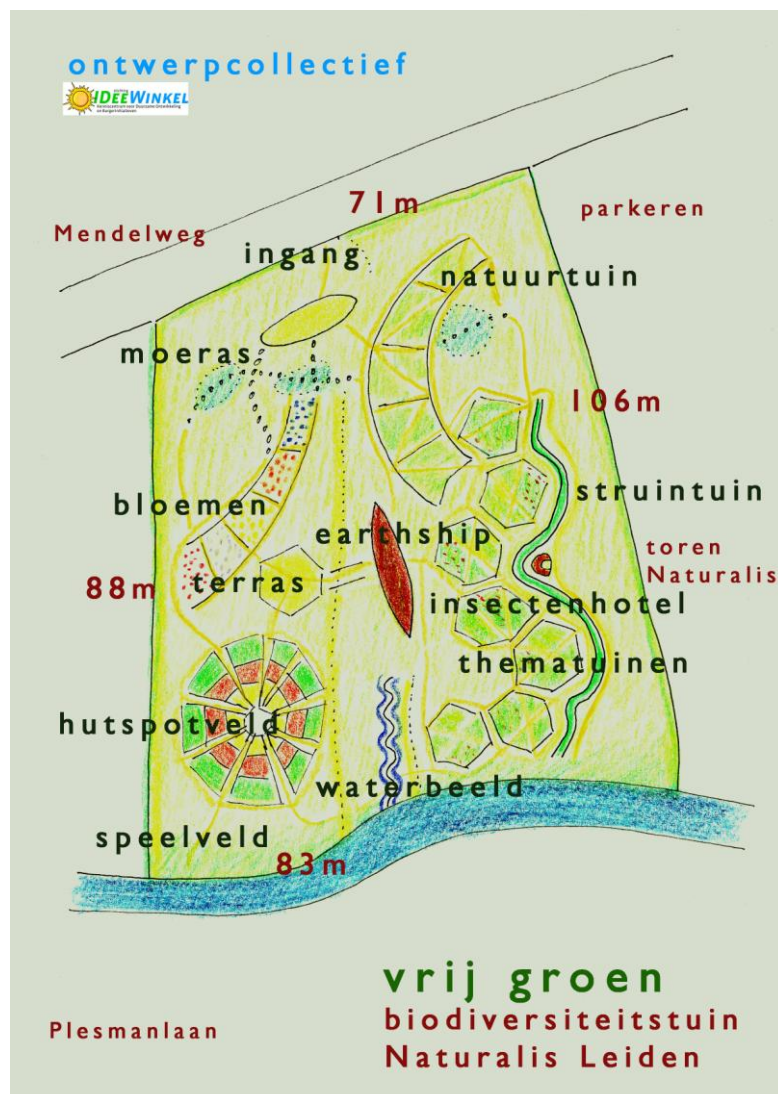 ontwerpcollectief
IDEEWINKEL
71m
parkeren
Mendelweg
ingang
natuurtuin
moeras
106m
struintuin
bloemen
earthship
toren
Naturalis
terras
88m
insectenhotel
thematuinen
hutspotveld
waterbeeld
speelveld
83m
vrij groen
biodiversiteitstuin
Plesmanlaan
Naturalis Leiden